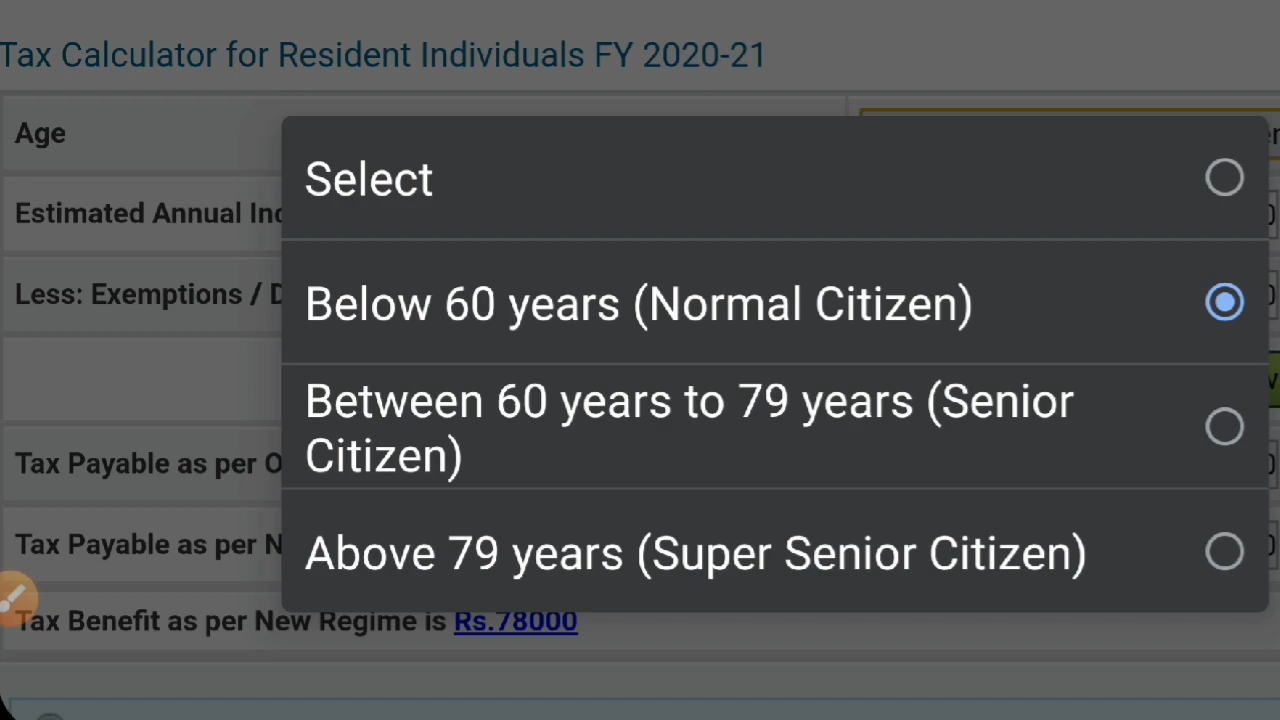 Tax Calculator for Resident Individuals FY 2020-21
Age
Select
Estimated Annual
Below 60 years (Normal Citizen)
Less: Exemptions /
Between 60 years to 79 years (Senior
Citizen)
Tax Payable as per
Above 79 years (Super Senior Citizen)
Tax Payable as per
Tax Benefit as per New Regime is Rs.78000